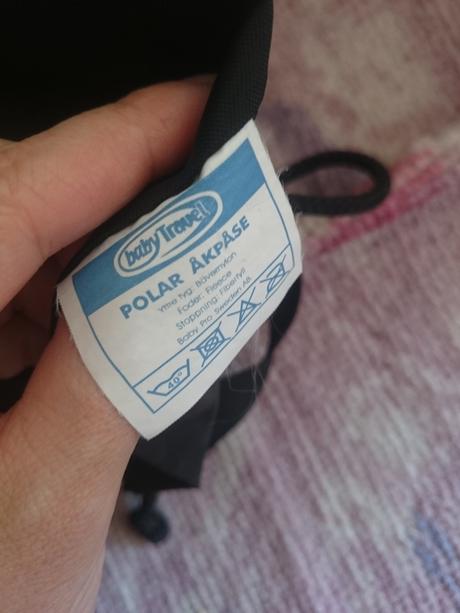 babyTravel
POLAR ÅKPÅSE
Yttre tyg: Bävernylon
Foder: Fleece
Stoppning: Fiberfyll
Baby Pro Sweden AB
40°